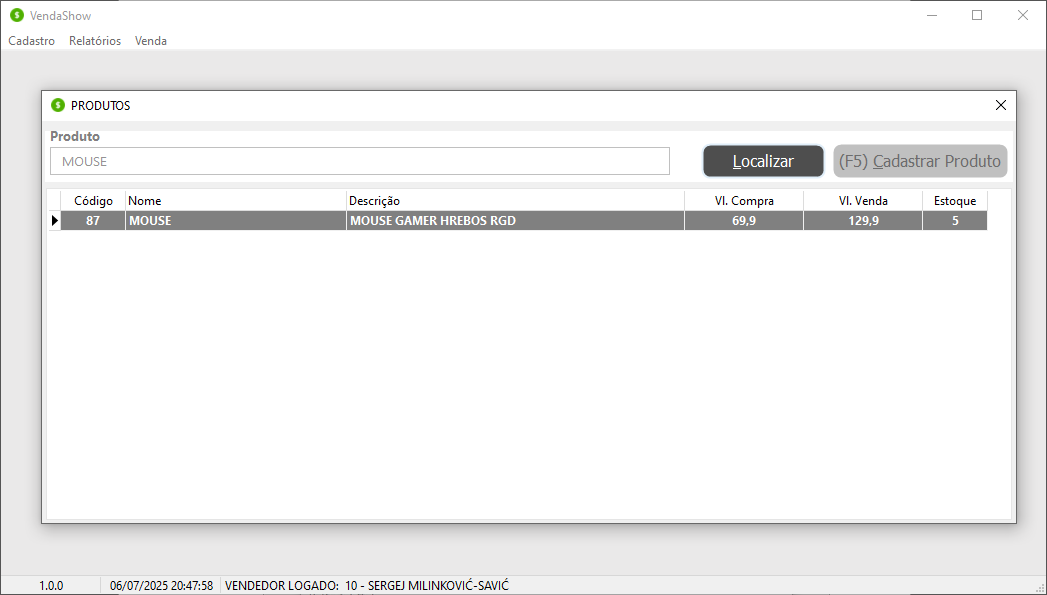 VendaShow
Cadastro Relatórios Venda
PRODUTOS
Produto
MOUSE Localizar (F5) Cadastrar Produto
Código Nome Descrição Vl. Compra Vl. Venda Estoque
87 MOUSE MOUSE GAMER HREBOS RGD 69,9 129,9 5
1.0.0 06/07/2025 20:47:58 VENDEDOR LOGADO: 10 - SERGEJ MILINKOVIĆ-SAVIĆ